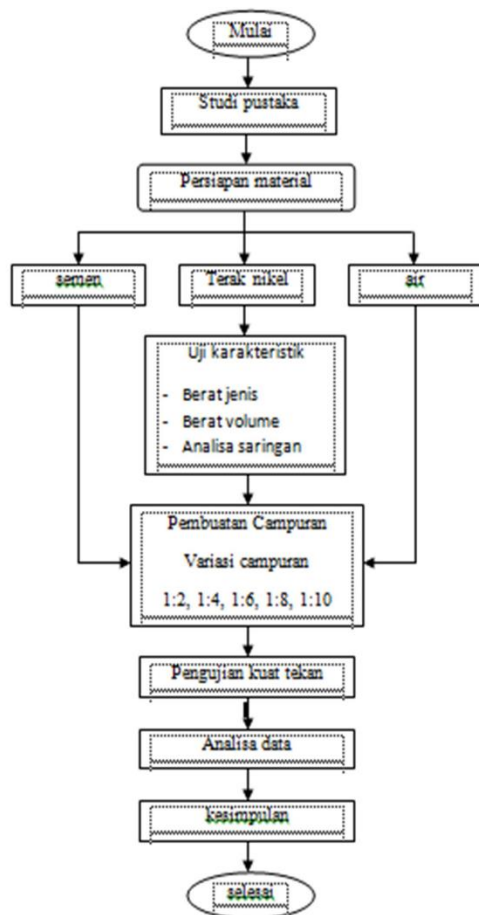 Mulai
Studi pustaka
Persiapan material
semen
Terak nikel
air
Uji karakteristik
- Berat jenis
- Berat volume
- Analisa saringan
Pembuatan Campuran
Variasi campuran
1:2, 1:4, 1:6, 1:8, 1:10
Pengujian kuat tekan
Analisa data
kesimpulan
selesai